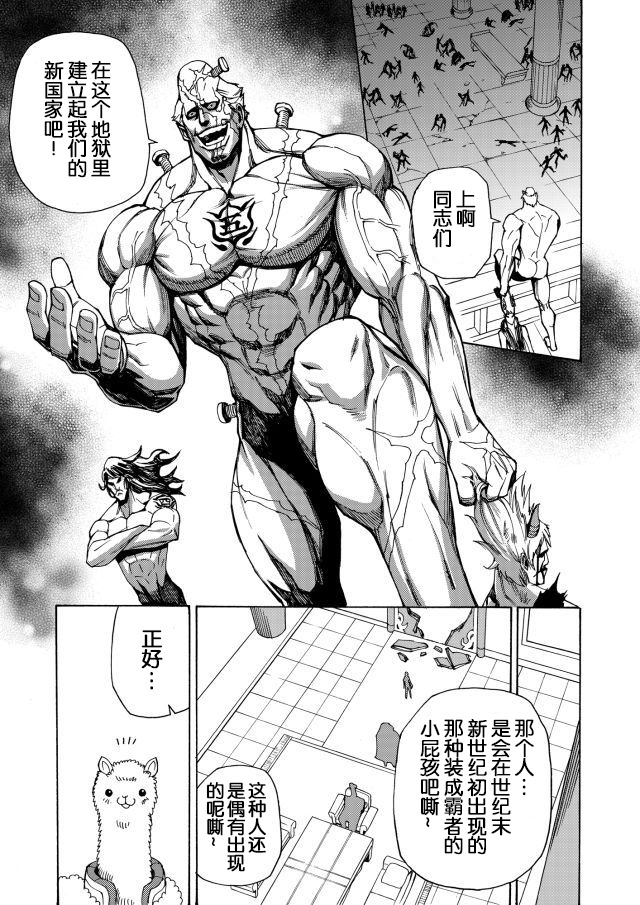 上啊
同志们
在这个地狱里
建立起我们的
新国家吧！
五
那个人…
是会在世纪末
新世纪初出现的
那种装成霸者的
小屁孩吧嘶~
这种人还
是偶有出现
的呢嘶~
正好…